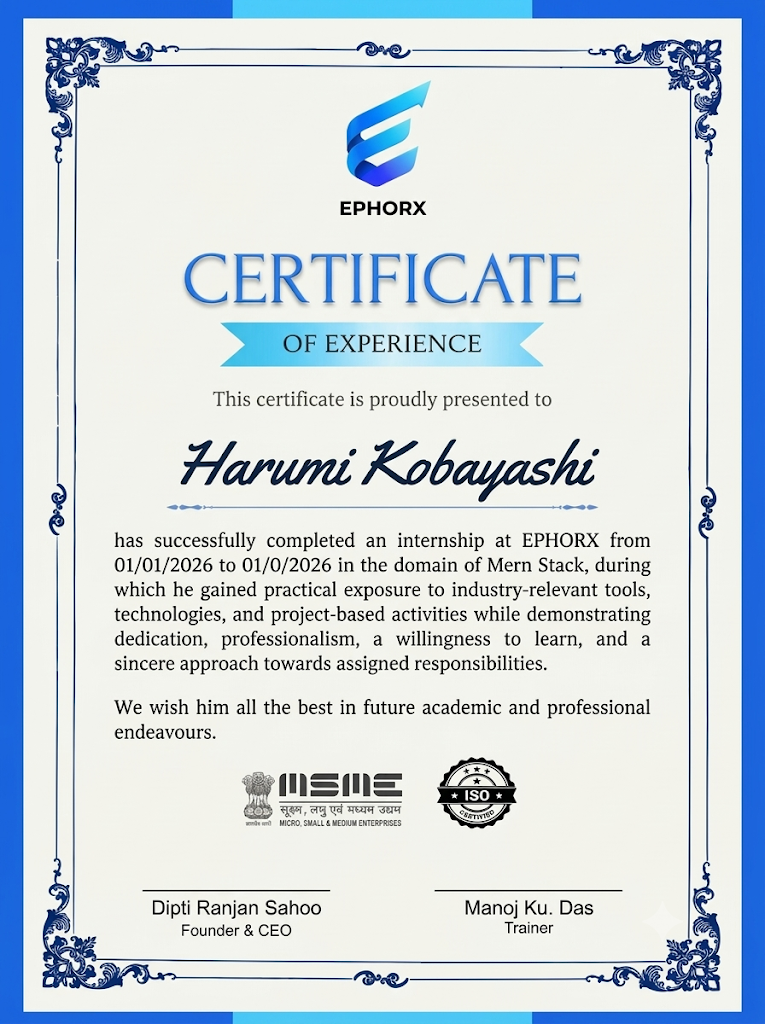 EPHORX
CERTIFICATE
OF EXPERIENCE
This certificate is proudly presented to
Harumi Kobayashi
has successfully completed an internship at EPHORX from
01/01/2026 to 01/0/2026 in the domain of Mern Stack, during
which he gained practical exposure to industry-relevant tools,
technologies, and project-based activities while demonstrating
dedication, professionalism, a willingness to learn, and a
sincere approach towards assigned responsibilities.
We wish him all the best in future academic and professional
endeavours.
MSME
सूक्ष्म, लघु एवं मध्यम उद्यम
MICRO, SMALL & MEDIUM ENTERPRISES
ISO
CERTIFIED
Dipti Ranjan Sahoo
Founder & CEO
Manoj Ku. Das
Trainer